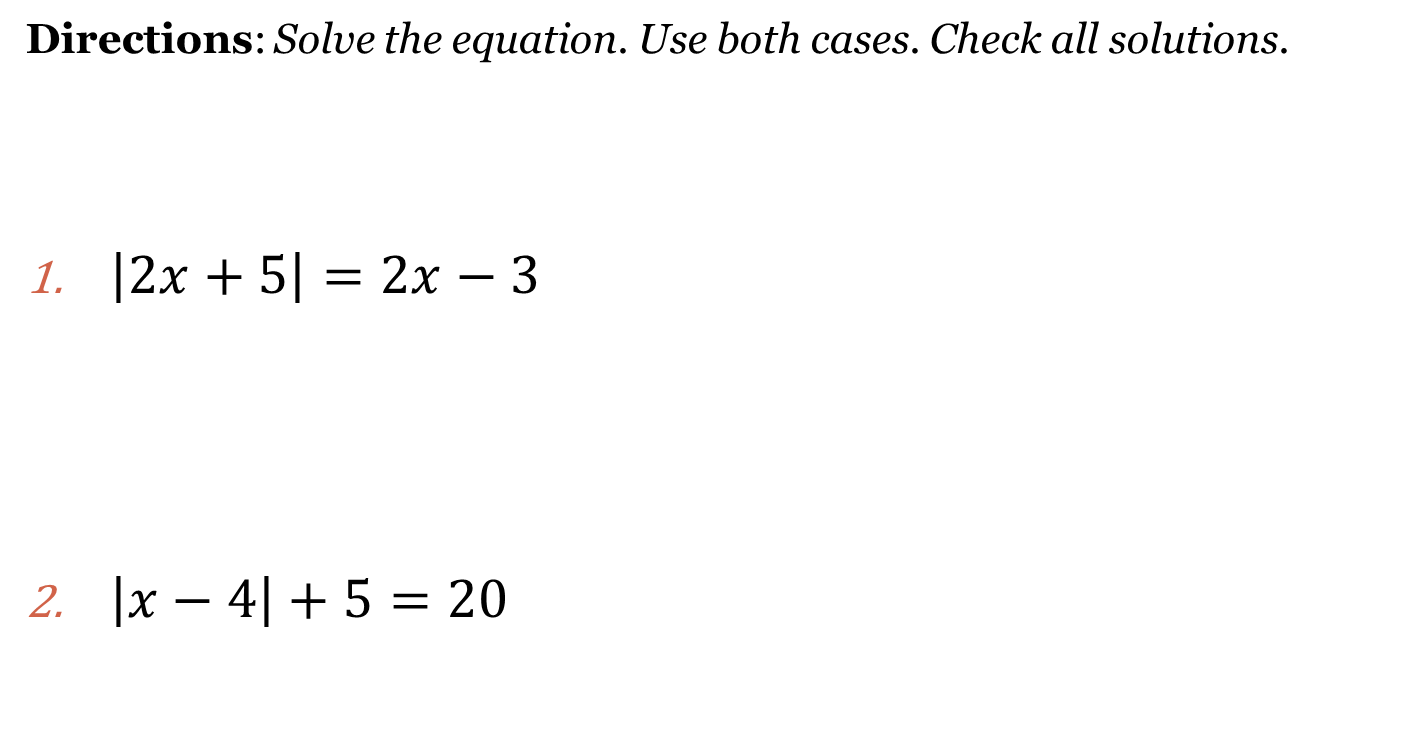 Directions: Solve the equation. Use both cases. Check all solutions.
1. |2x + 5| = 2x − 3
2. |x − 4| + 5 = 20